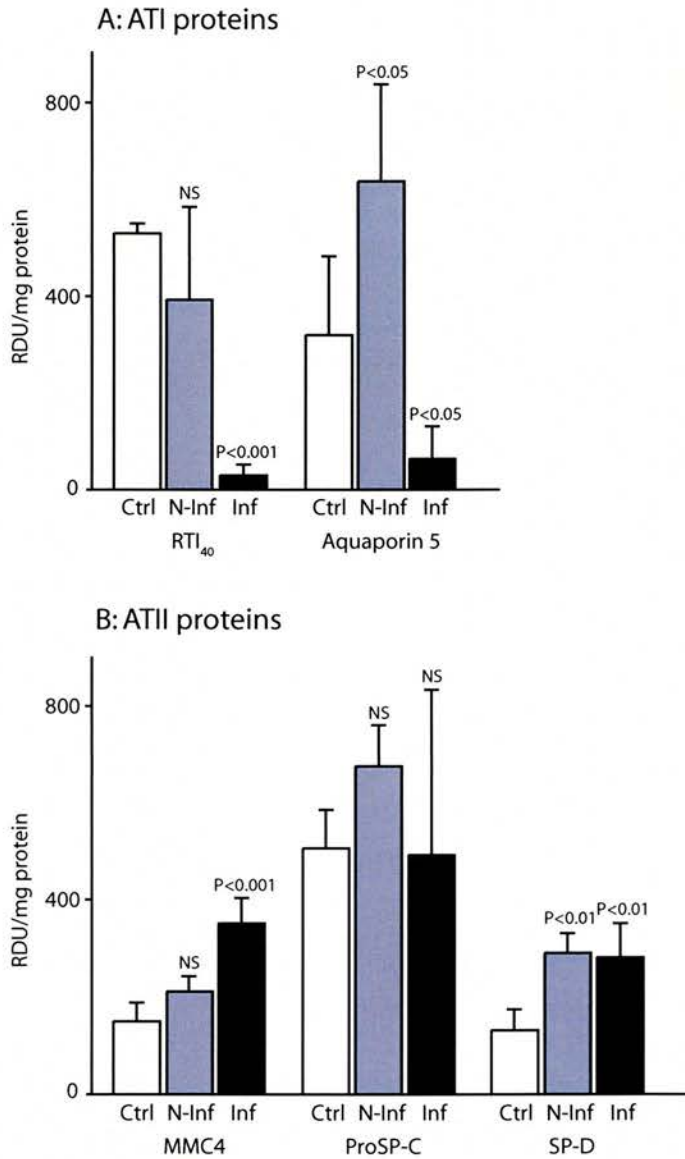 A: ATI proteins
RDU/mg protein
800
400
0
NS
P<0.001
P<0.05
P<0.05
Ctrl N-Inf Inf Ctrl N-Inf Inf
RTI₄₀ Aquaporin 5
B: ATII proteins
RDU/mg protein
800
400
0
NS
P<0.001
NS
NS
P<0.01 P<0.01
Ctrl N-Inf Inf Ctrl N-Inf Inf Ctrl N-Inf Inf
MMC4 ProSP-C SP-D